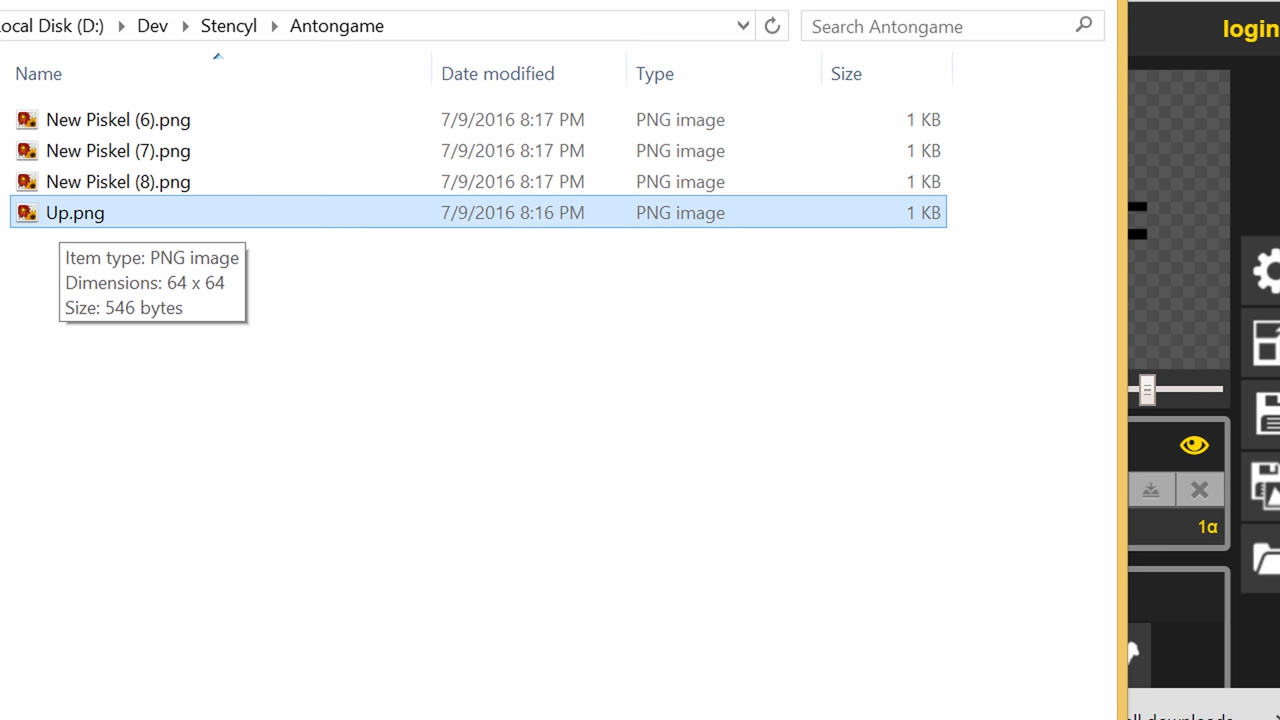 Local Disk (D:) Dev Stencyl Antongame
Search Antongame
login
Name Date modified Type Size
New Piskel (6).png 7/9/2016 8:17 PM PNG image 1 KB
New Piskel (7).png 7/9/2016 8:17 PM PNG image 1 KB
New Piskel (8).png 7/9/2016 8:17 PM PNG image 1 KB
Up.png 7/9/2016 8:16 PM PNG image 1 KB
Item type: PNG image
Dimensions: 64 x 64
Size: 546 bytes
1α